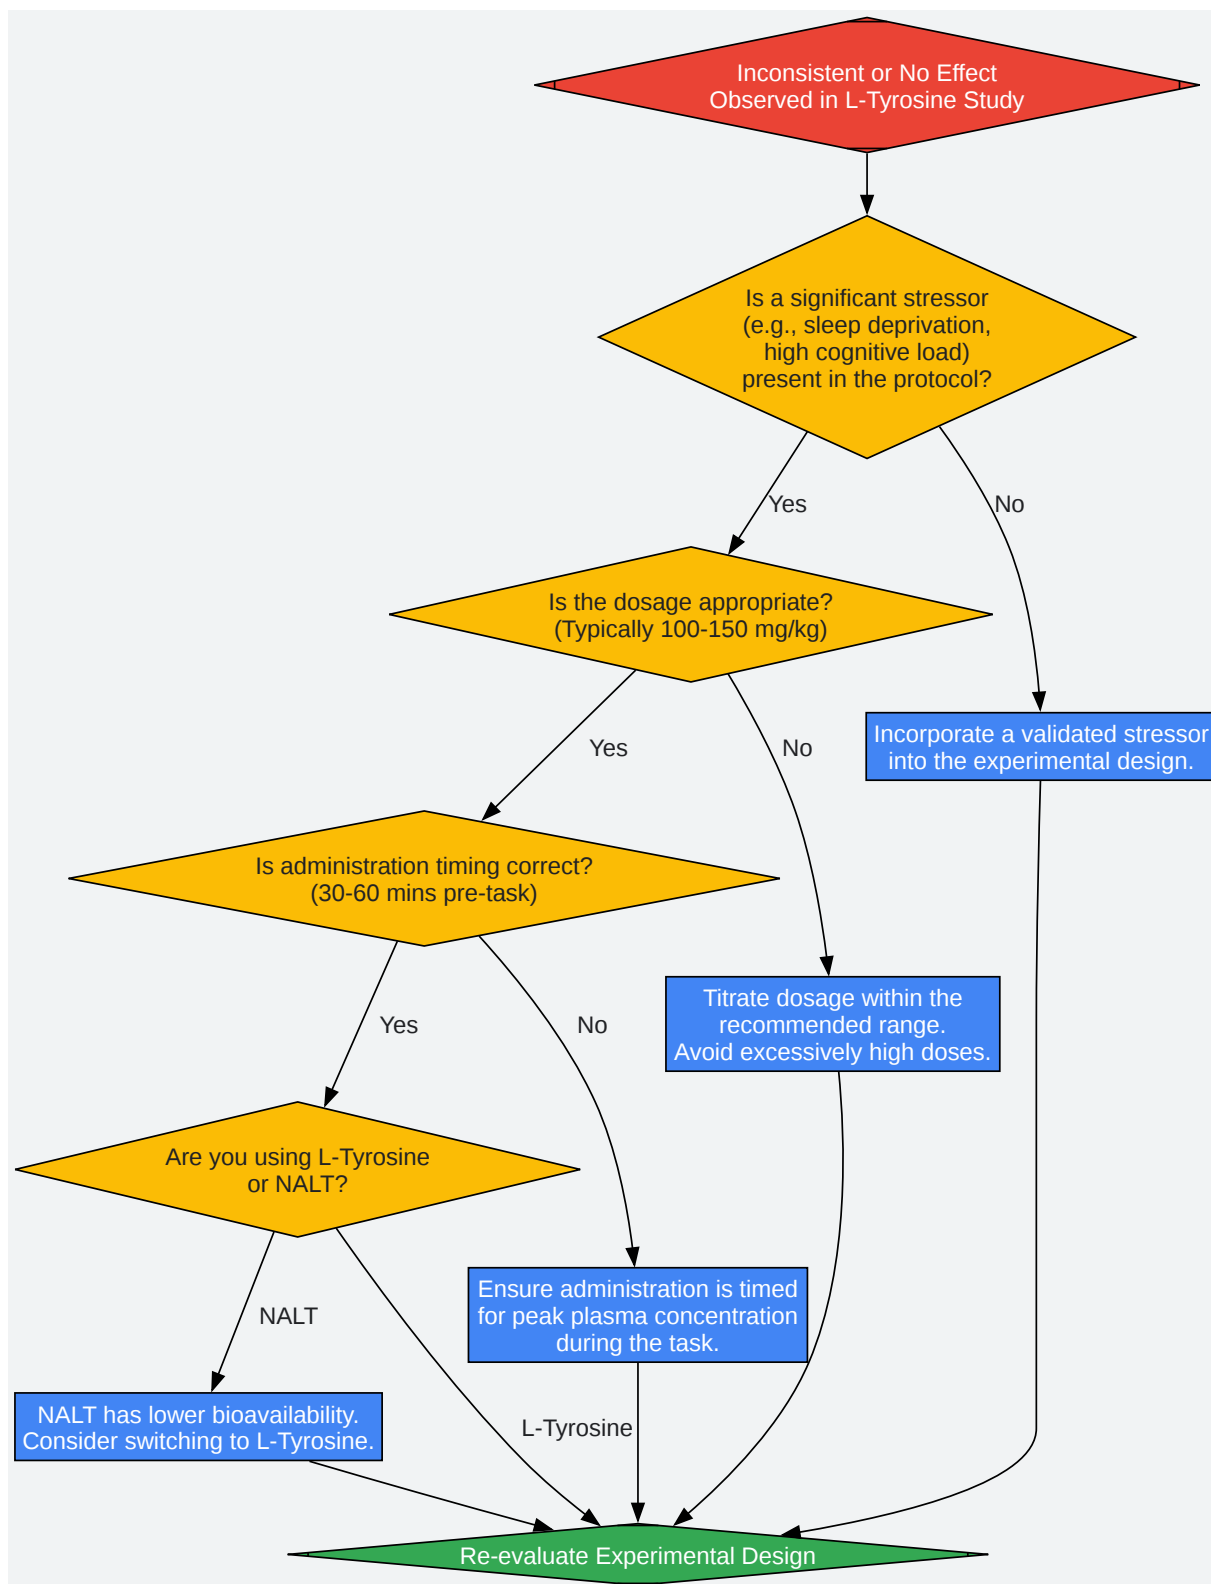 Inconsistent or No Effect
Observed in L-Tyrosine Study
Is a significant stressor
(e.g., sleep deprivation,
high cognitive load)
present in the protocol?
Yes
No
Is the dosage appropriate?
(Typically 100-150 mg/kg)
Yes
No
Incorporate a validated stressor
into the experimental design.
Is administration timing correct?
(30-60 mins pre-task)
Yes
No
Titrate dosage within the
recommended range.
Avoid excessively high doses.
Are you using L-Tyrosine
or NALT?
NALT
L-Tyrosine
Ensure administration is timed
for peak plasma concentration
during the task.
NALT has lower bioavailability.
Consider switching to L-Tyrosine.
Re-evaluate Experimental Design